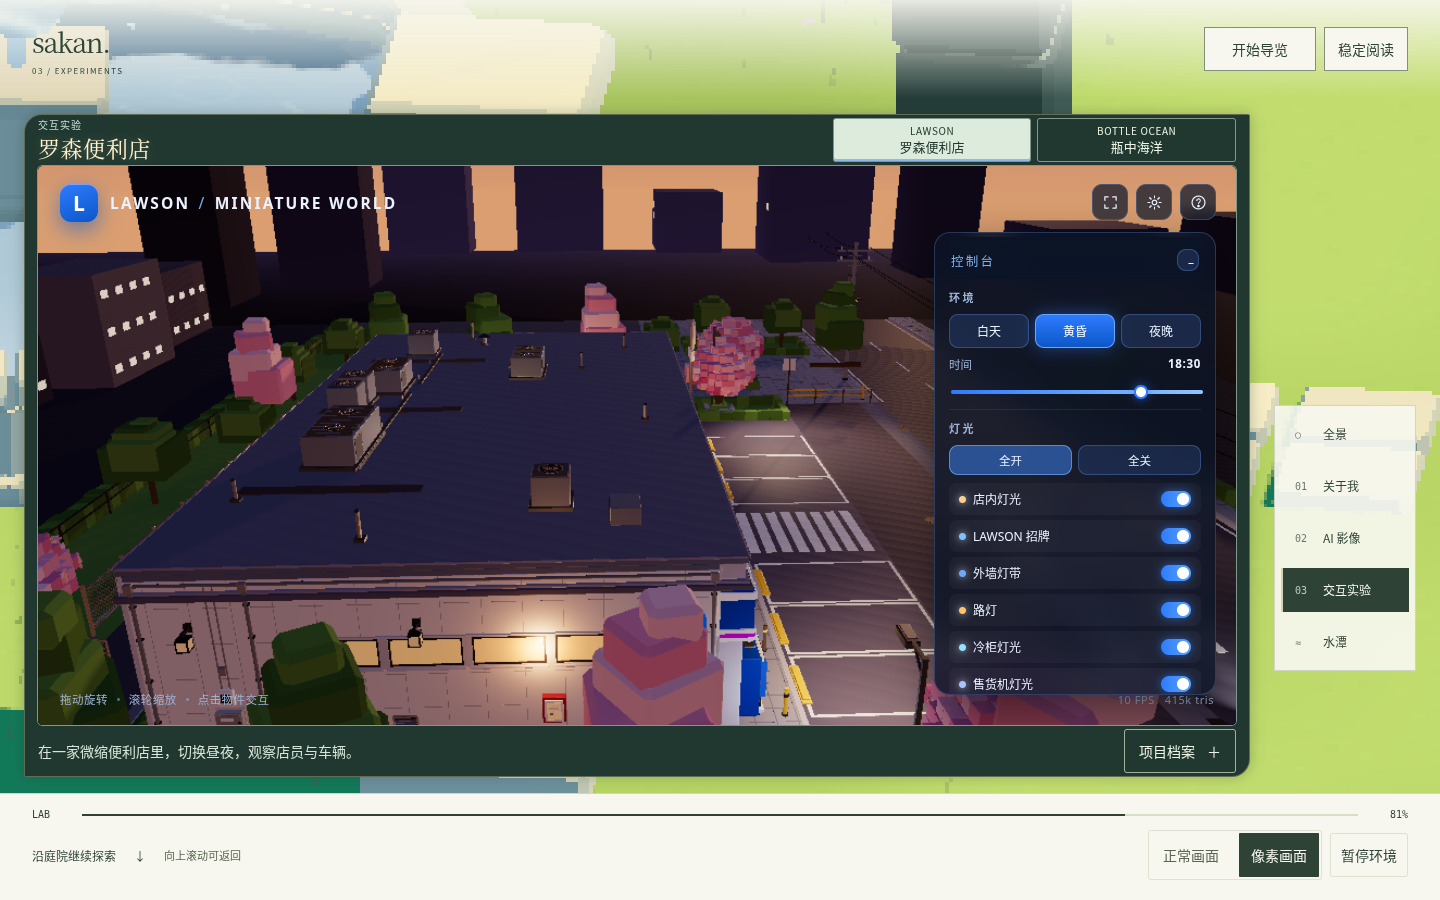 sakan.
03 / EXPERIMENTS
开始导览
稳定阅读
交互实验
罗森便利店
LAWSON
罗森便利店
BOTTLE OCEAN
瓶中海洋
L
LAWSON / MINIATURE WORLD
控制台
环境
白天
黄昏
夜晚
时间
18:30
灯光
全开
全关
店内灯光
LAWSON 招牌
外墙灯带
路灯
冷柜灯光
售货机灯光
拖动旋转 • 滚轮缩放 • 点击物件交互
10 FPS 415k tris
在一家微缩便利店里，切换昼夜，观察店员与车辆。
项目档案 +
全景
01 关于我
02 AI 影像
03 交互实验
≈ 水潭
LAB
81%
沿庭院继续探索 ↓ 向上滚动可返回
正常画面
像素画面
暂停环境